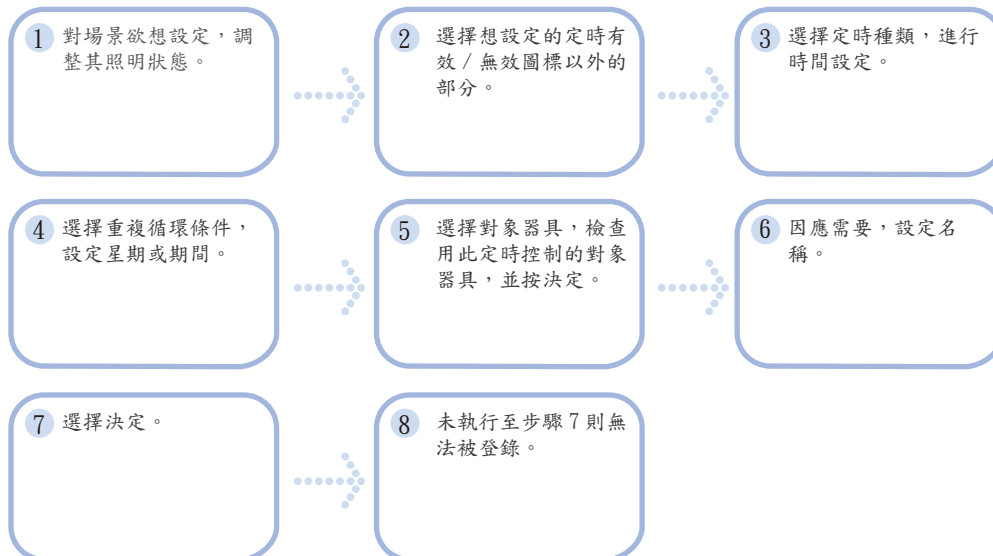 1 對場景欲想設定，調
整其照明狀態。
2 選擇想設定的定時有
效 / 無效圖標以外的
部分。
3 選擇定時種類，進行
時間設定。
4 選擇重複循環條件，
設定星期或期間。
5 選擇對象器具，檢查
用此定時控制的對象
器具，並按決定。
6 因應需要，設定名
稱。
7 選擇決定。
8 未執行至步驟 7 則無
法被登錄。